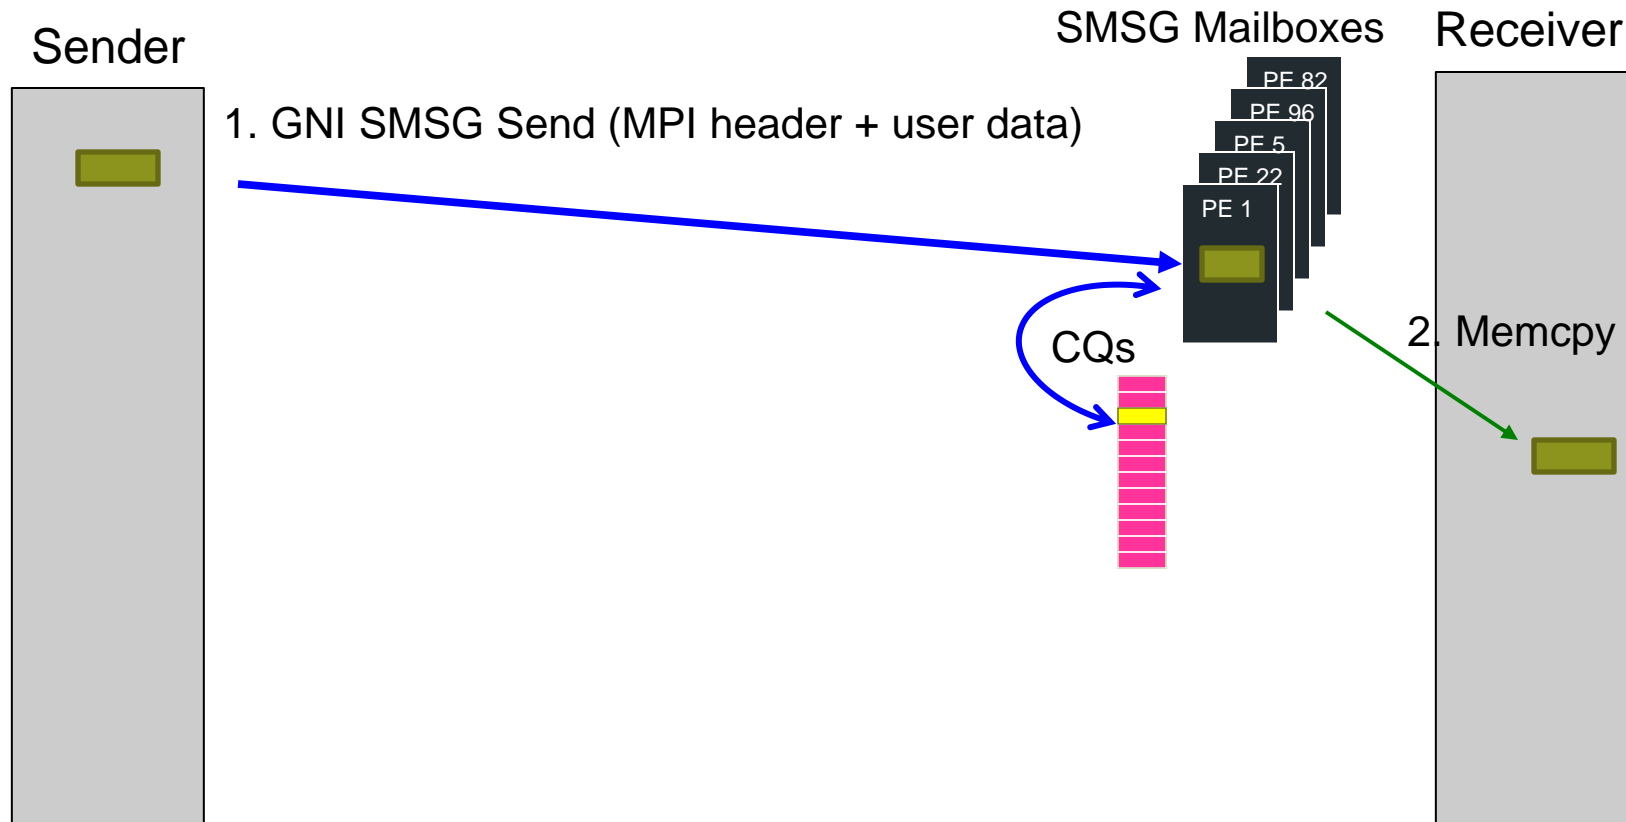 Sender
SMSG Mailboxes
Receiver
1. GNI SMSG Send (MPI header + user data)
PE 82
PE 96
PE 5
PE 22
PE 1
CQs
2. Memcpy